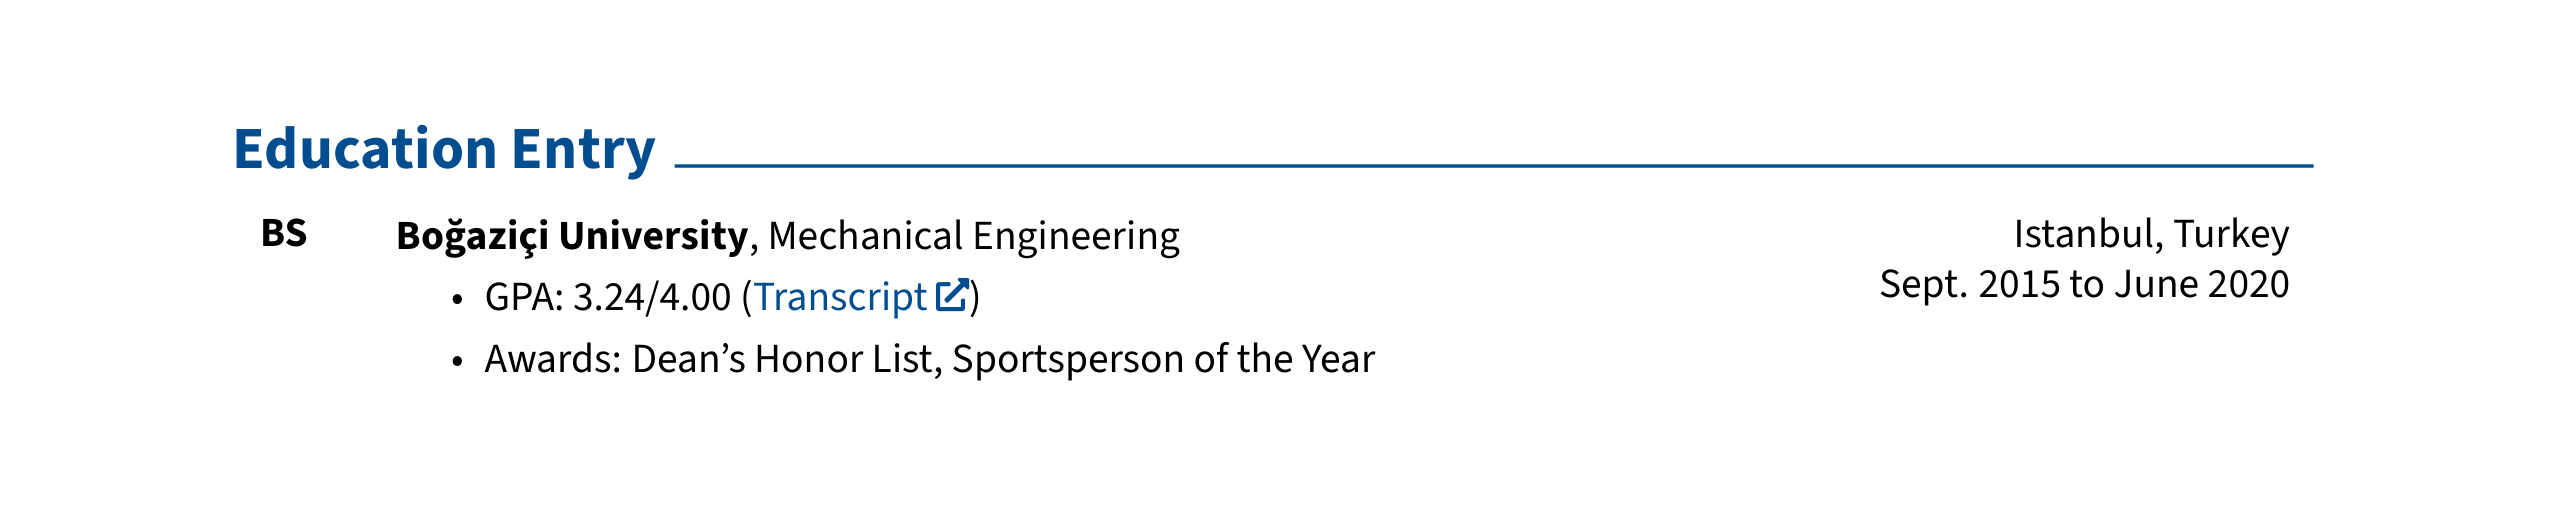 Education Entry
BS Boğaziçi University, Mechanical Engineering Istanbul, Turkey
Sept. 2015 to June 2020
• GPA: 3.24/4.00 (Transcript)
• Awards: Dean’s Honor List, Sportsperson of the Year